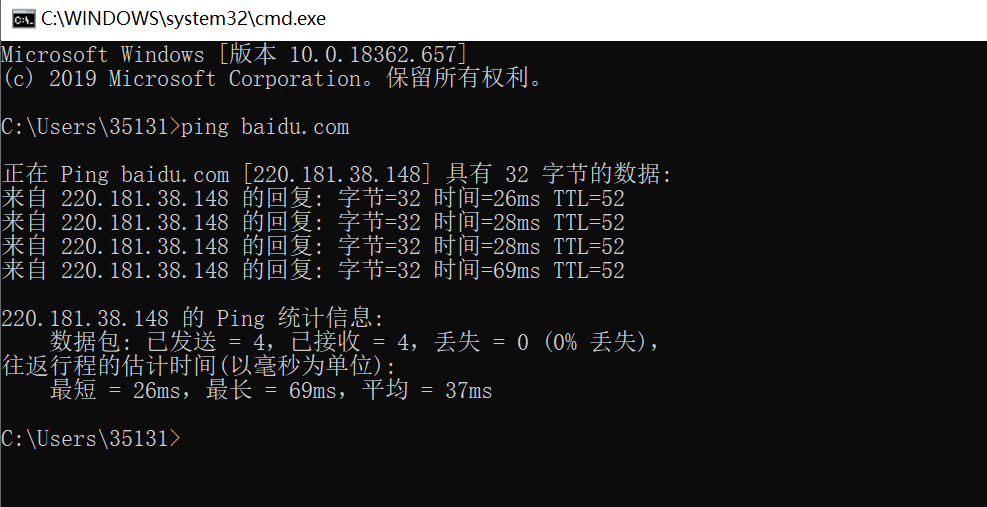 C:\WINDOWS\system32\cmd.exe
Microsoft Windows [版本 10.0.18362.657]
(c) 2019 Microsoft Corporation。保留所有权利。
C:\Users\35131>ping baidu.com
正在 Ping baidu.com [220.181.38.148] 具有 32 字节的数据:
来自 220.181.38.148 的回复: 字节=32 时间=26ms TTL=52
来自 220.181.38.148 的回复: 字节=32 时间=28ms TTL=52
来自 220.181.38.148 的回复: 字节=32 时间=28ms TTL=52
来自 220.181.38.148 的回复: 字节=32 时间=69ms TTL=52
220.181.38.148 的 Ping 统计信息:
数据包: 已发送 = 4，已接收 = 4，丢失 = 0 (0% 丢失)，
往返行程的估计时间(以毫秒为单位):
最短 = 26ms，最长 = 69ms，平均 = 37ms
C:\Users\35131>